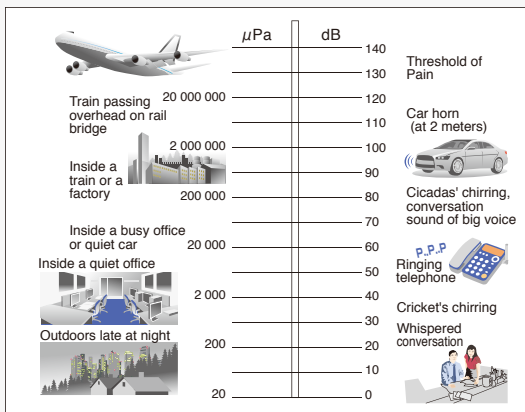 μPa
dB
140
130
120
110
100
90
80
70
60
50
40
30
20
10
0
20 000 000
2 000 000
200 000
20 000
2 000
200
20
Train passing
overhead on rail
bridge
Inside a
train or a
factory
Inside a busy office
or quiet car
Inside a quiet office
Outdoors late at night
Threshold of
Pain
Car horn
(at 2 meters)
Cicadas' chirring,
conversation
sound of big voice
P..P..P
Ringing
telephone
Cricket's chirring
Whispered
conversation